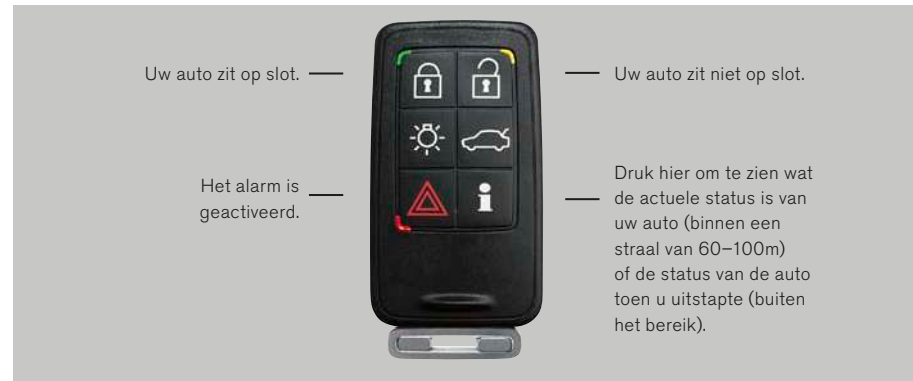 Uw auto zit op slot.
Uw auto zit niet op slot.
Het alarm is
geactiveerd.
Druk hier om te zien wat
de actuele status is van
uw auto (binnen een
straal van 60–100m)
of de status van de auto
toen u uitstapte (buiten
het bereik).